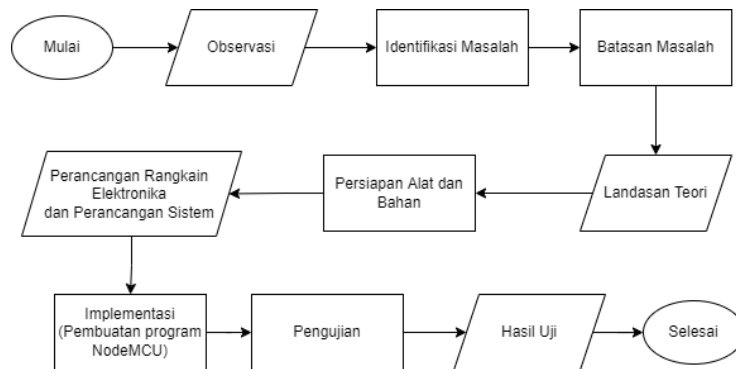 Mulai
Observasi
Identifikasi Masalah
Batasan Masalah
Landasan Teori
Persiapan Alat dan
Bahan
Perancangan Rangkain
Elektronika
dan Perancangan Sistem
Implementasi
(Pembuatan program
NodeMCU)
Pengujian
Hasil Uji
Selesai